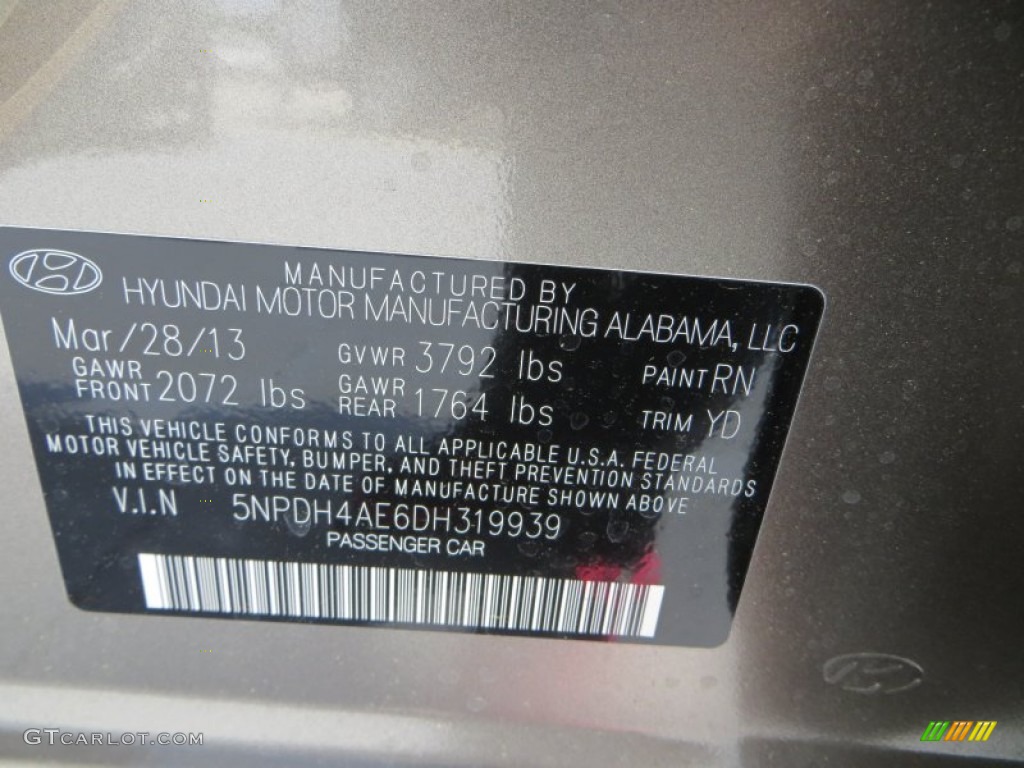 MANUFACTURED BY
HYUNDAI MOTOR MANUFACTURING ALABAMA, LLC
Mar/28/13 GVWR 3792 lbs PAINT RN
GAWR FRONT 2072 lbs GAWR REAR 1764 lbs TRIM YD
THIS VEHICLE CONFORMS TO ALL APPLICABLE U.S.A. FEDERAL
MOTOR VEHICLE SAFETY, BUMPER, AND THEFT PREVENTION STANDARDS
IN EFFECT ON THE DATE OF MANUFACTURE SHOWN ABOVE
V.I.N 5NPDH4AE6DH319939
PASSENGER CAR
GTCARLOT.COM